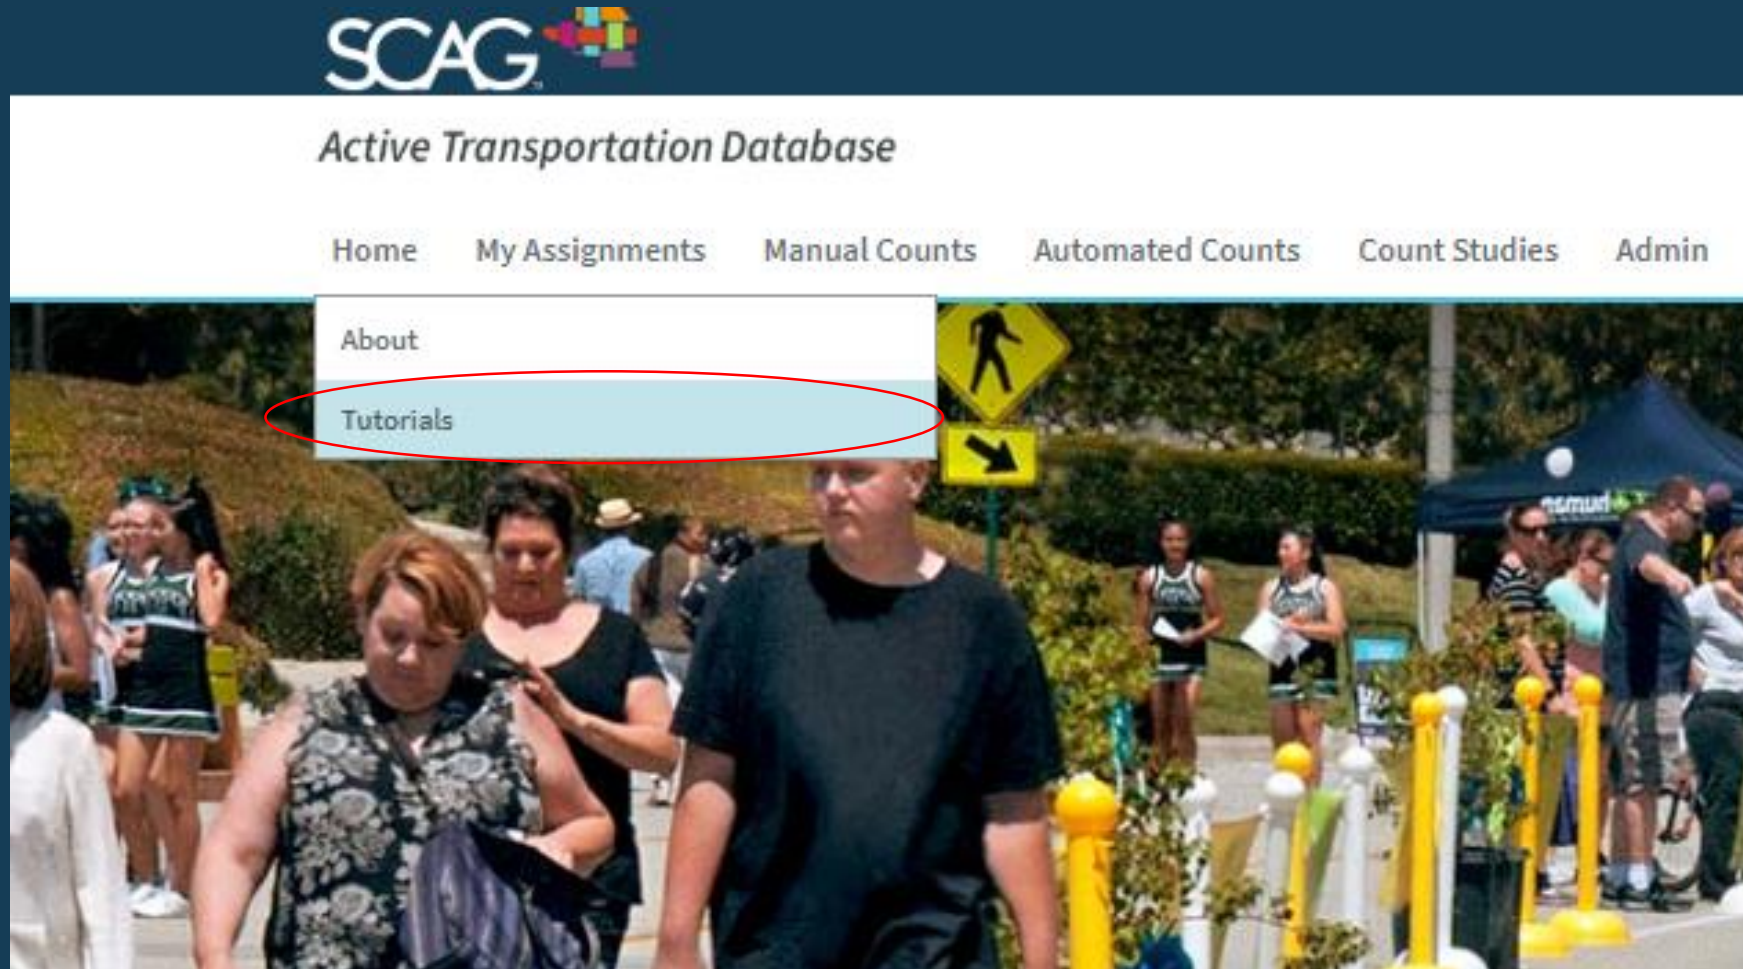 SCAG
Active Transportation Database
Home My Assignments Manual Counts Automated Counts Count Studies Admin
About
Tutorials